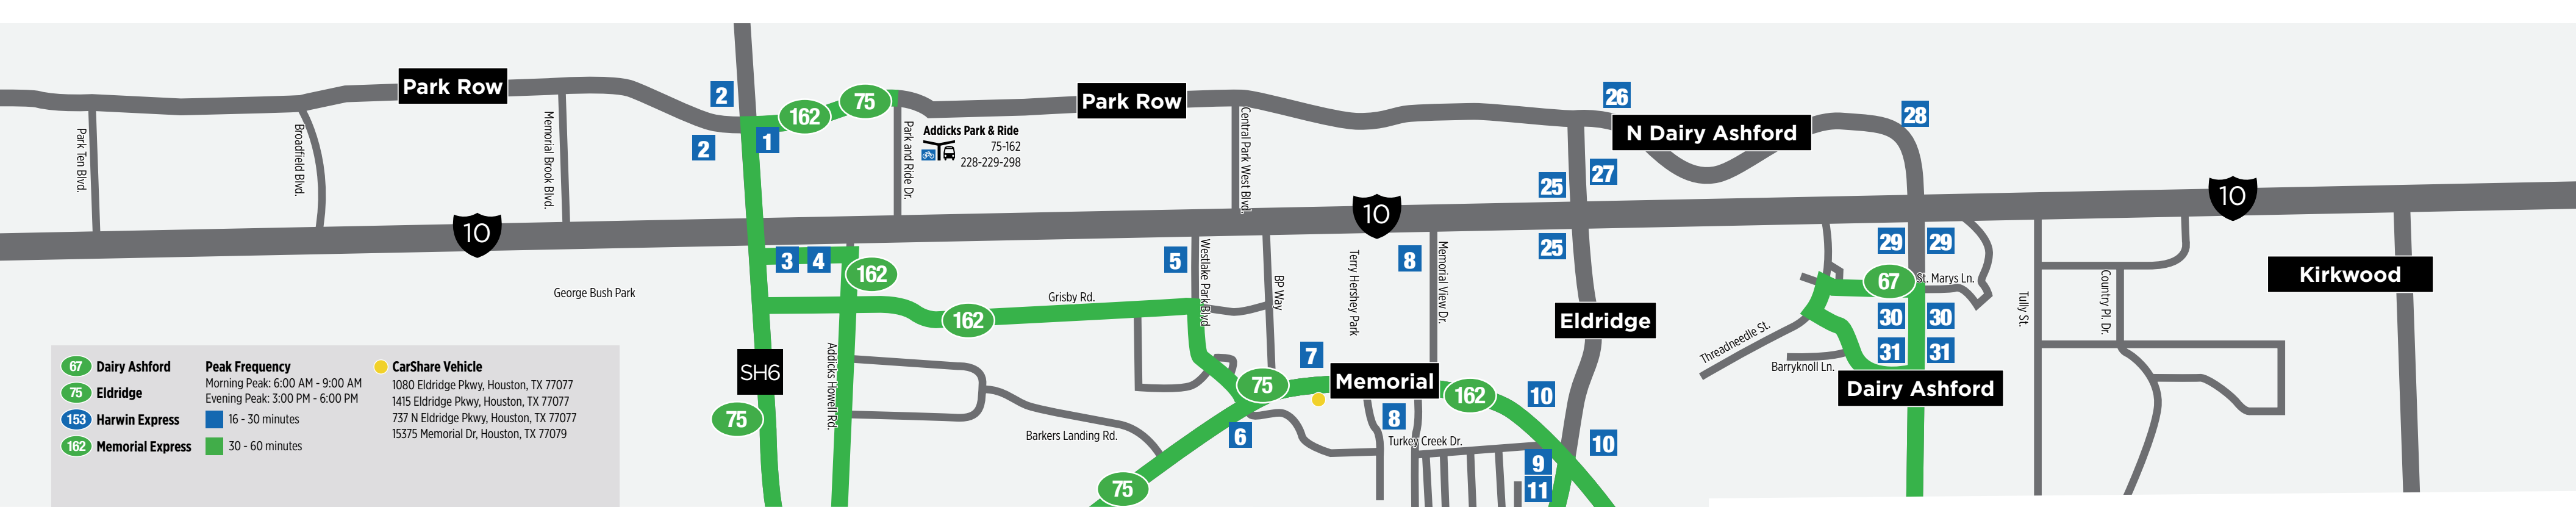 Park Row
Park Row
N Dairy Ashford
2
2
1
162
75
26
28
27
25
25
Addicks Park & Ride
75-162
228-229-298
Park Ten Blvd.
Broadfield Blvd.
Memorial Brook Blvd.
Park and Ride Dr.
Central Park West Blvd.
10
10
10
3
4
162
5
8
29
29
George Bush Park
Grisby Rd.
162
Westlake Park Blvd
BP Way
Terry Hershey Park
Memorial View Dr.
Eldridge
67
St. Marys Ln.
Kirkwood
30
30
31
31
Threadneedle St.
Barryknoll Ln.
Dairy Ashford
Tully St.
Country Pl. Dr.
SH6
75
Addicks Howell Rd.
7
75
Memorial
162
10
10
8
6
Turkey Creek Dr.
Barkers Landing Rd.
9
11
75
67 Dairy Ashford
75 Eldridge
153 Harwin Express
162 Memorial Express
Peak Frequency
Morning Peak: 6:00 AM - 9:00 AM
Evening Peak: 3:00 PM - 6:00 PM
16 - 30 minutes
30 - 60 minutes
CarShare Vehicle
1080 Eldridge Pkwy, Houston, TX 77077
1415 Eldridge Pkwy, Houston, TX 77077
737 N Eldridge Pkwy, Houston, TX 77077
15375 Memorial Dr, Houston, TX 77079